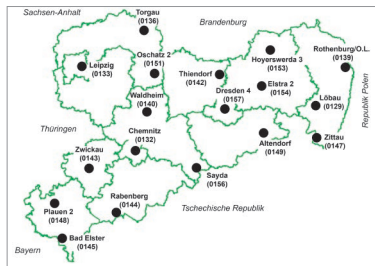 Sachsen-Anhalt
Torgau
(0136)
Brandenburg
Hoyerswerda 3
(0153)
Rothenburg/O.L.
(0139)
Oschatz 2
(0151)
Leipzig
(0133)
Thiendorf
(0142)
Elstra 2
(0154)
Dresden 4
(0157)
Waldheim
(0140)
Löbau
(0129)
Republik Polen
Thüringen
Chemnitz
(0132)
Zwickau
(0143)
Altendorf
(0149)
Zittau
(0147)
Sayda
(0156)
Rabenberg
(0144)
Tschechische Republik
Plauen 2
(0148)
Bayern
Bad Elster
(0145)